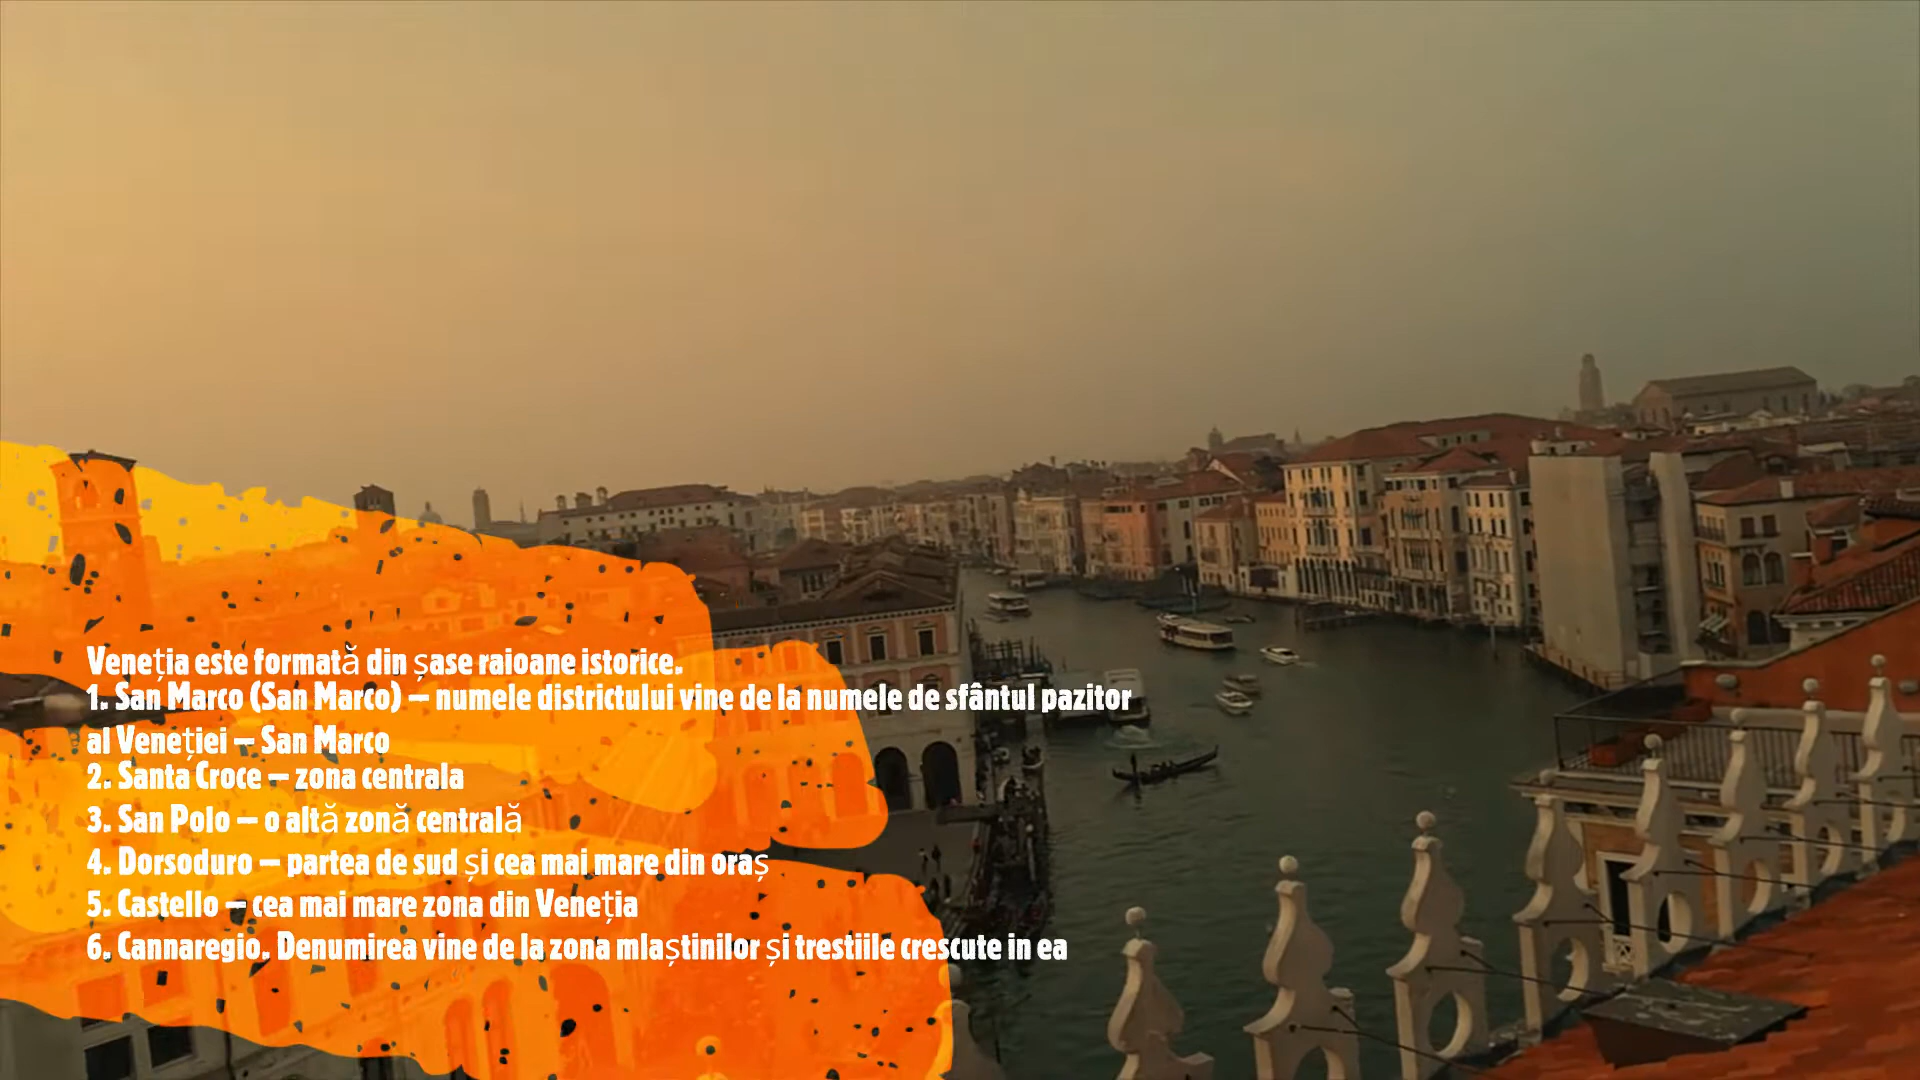 Veneția este formată din șase raioane istorice.
1. San Marco (San Marco) – numele districtului vine de la numele de sfântul pazitor
al Veneției – San Marco
2. Santa Croce – zona centrala
3. San Polo – o altă zonă centrală
4. Dorsoduro – partea de sud și cea mai mare din oraș
5. Castello – cea mai mare zona din Veneția
6. Cannaregio. Denumirea vine de la zona mlaștinilor și trestiile crescute in ea